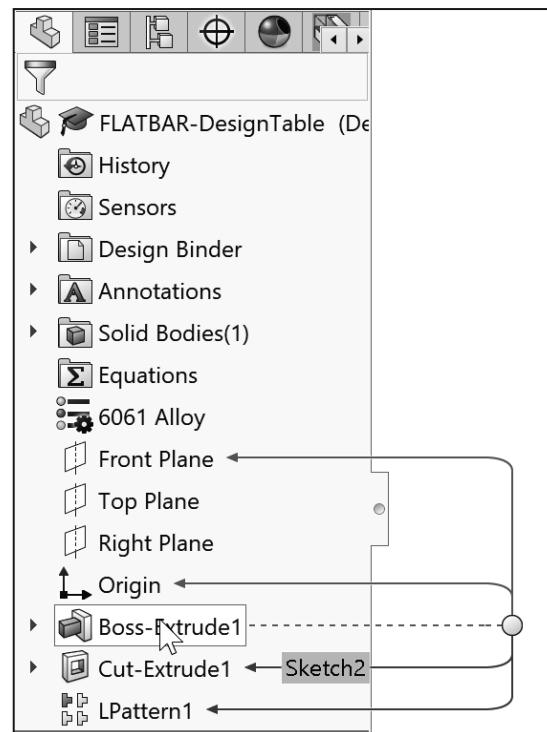 FLATBAR-DesignTable (De
History
Sensors
Design Binder
Annotations
Solid Bodies(1)
Equations
6061 Alloy
Front Plane
Top Plane
Right Plane
Origin
Boss-Extrude1
Cut-Extrude1 Sketch2
LPattern1